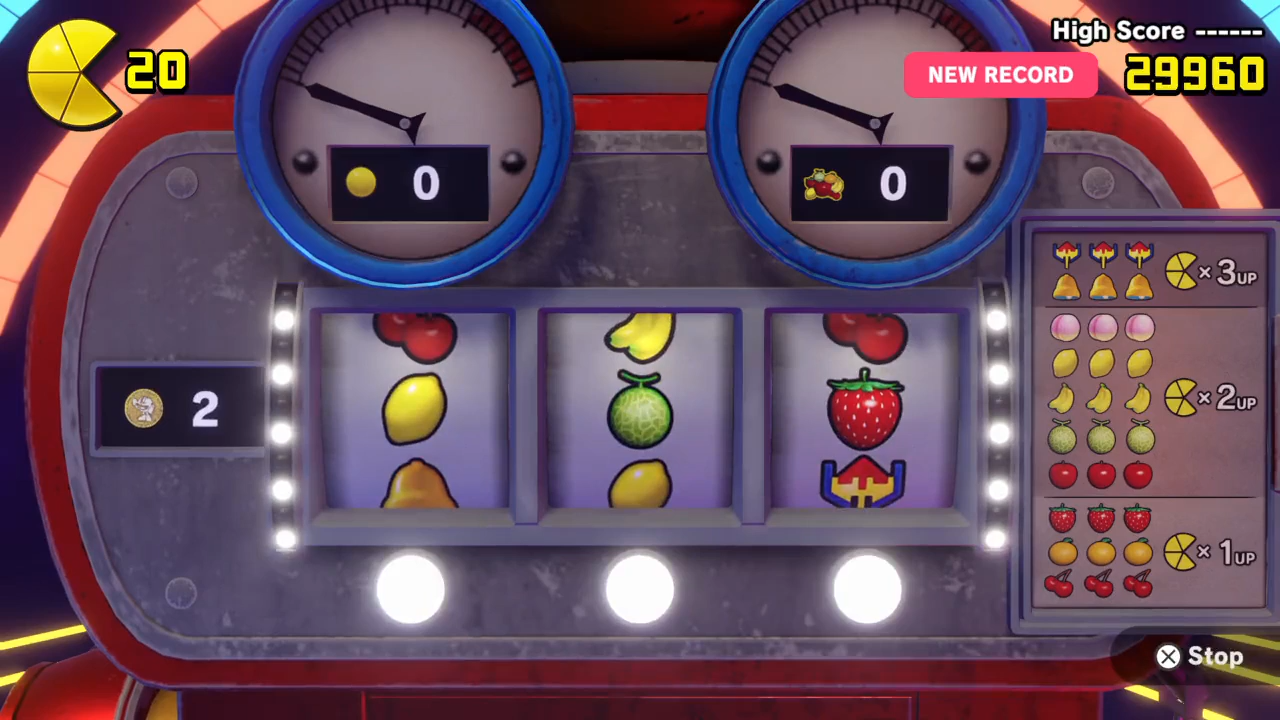 20
High Score ------
NEW RECORD
29960
0
0
2
× 3UP
× 2UP
× 1UP
Stop